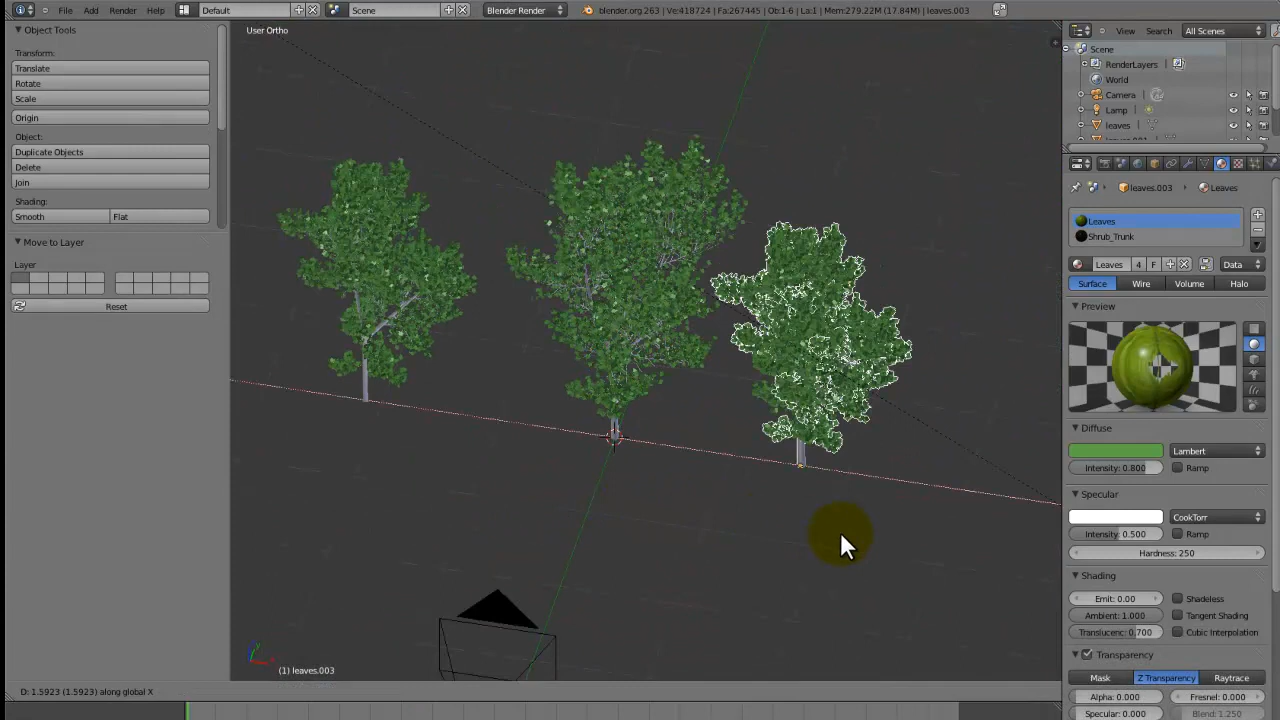 File Add Render Help Default Scene Blender Render blender.org 263 | Ve:418724 | Fa:267445 | Ob:1-6 | La:1 | Mem:279.22M (17.84M) | leaves.003
Object Tools
Transform:
Translate
Rotate
Scale
Origin
Object:
Duplicate Objects
Delete
Join
Shading:
Smooth Flat
Move to Layer
Layer
Reset
User Ortho
(1) leaves.003
D: 1.5923 (1.5923) along global X
View Search All Scenes
Scene
RenderLayers
World
Camera
Lamp
leaves
leaves.003 Leaves
Leaves
Shrub_Trunk
Leaves 4 F Data
Surface Wire Volume Halo
Preview
Diffuse
Lambert
Intensity: 0.800 Ramp
Specular
CookTorr
Intensity: 0.500 Ramp
Hardness: 250
Shading
Emit: 0.00 Shadeless
Ambient: 1.000 Tangent Shading
Translucenc: 0.700 Cubic Interpolation
Transparency
Mask Z Transparency Raytrace
Alpha: 0.000 Fresnel: 0.000
Specular: 0.000 Blend: 1.250